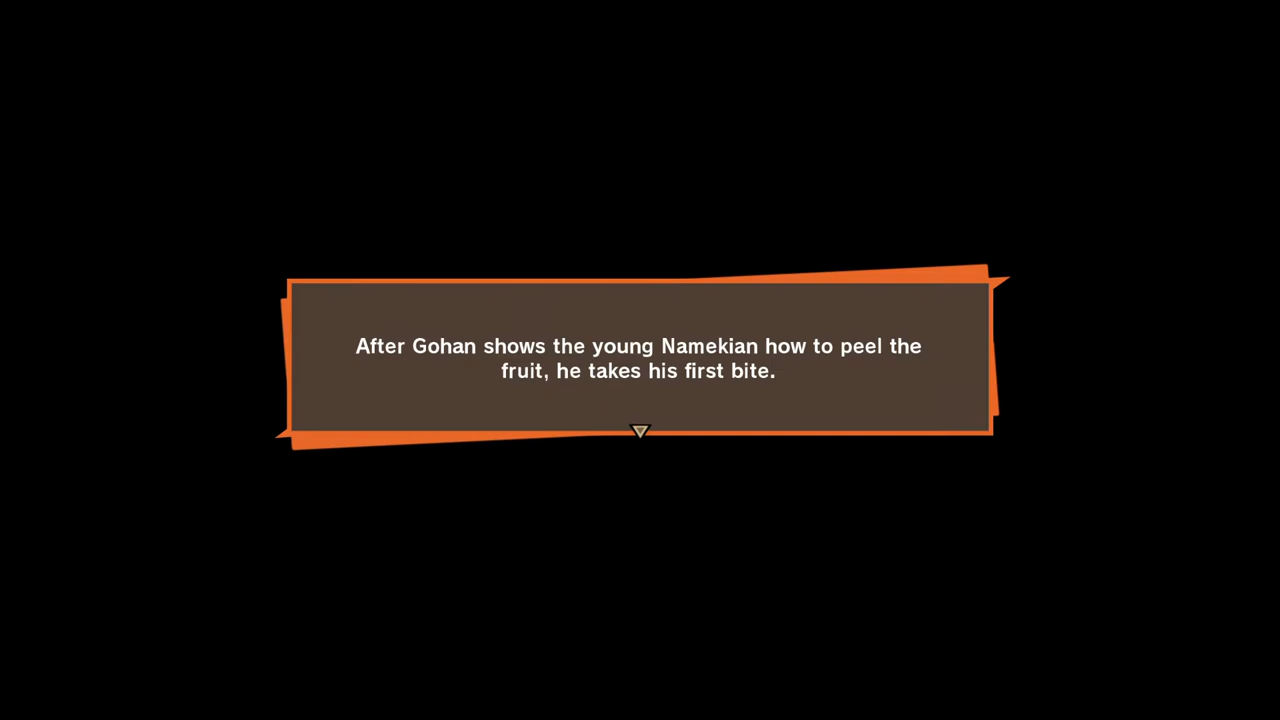 After Gohan shows the young Namekian how to peel the
fruit, he takes his first bite.